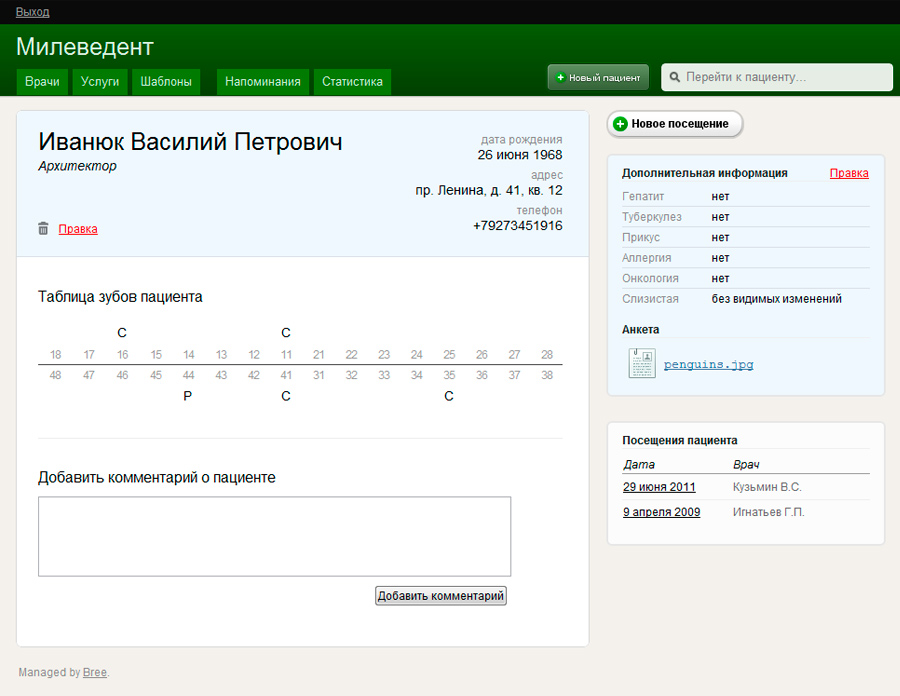 Выход
Милеведент
Врачи Услуги Шаблоны Напоминания Статистика
Новый пациент Перейти к пациенту...
Иванюк Василий Петрович
Архитектор
дата рождения
26 июня 1968
адрес
пр. Ленина, д. 41, кв. 12
телефон
+79273451916
Правка
Таблица зубов пациента
С С
18 17 16 15 14 13 12 11 21 22 23 24 25 26 27 28
48 47 46 45 44 43 42 41 31 32 33 34 35 36 37 38
Р С С
Добавить комментарий о пациенте
Добавить комментарий
Новое посещение
Дополнительная информация Правка
Гепатит нет
Туберкулез нет
Прикус нет
Аллергия нет
Онкология нет
Слизистая без видимых изменений
Анкета
penguins.jpg
Посещения пациента
Дата Врач
29 июня 2011 Кузьмин В.С.
9 апреля 2009 Игнатьев Г.П.
Managed by Bree.